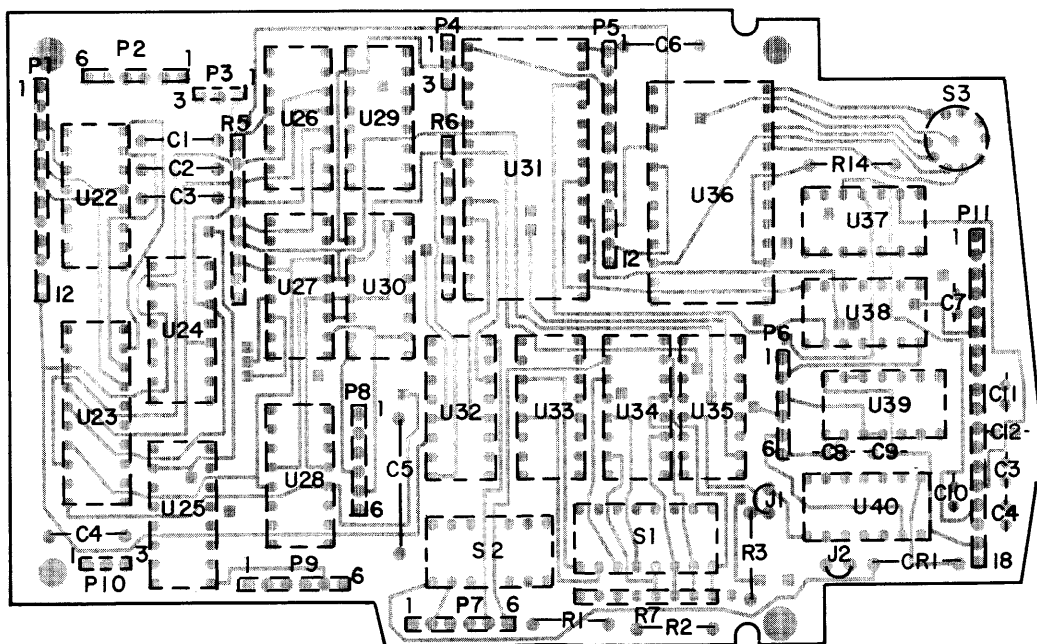 P1
1
12
6
P2
1
3
P3
1
R5
U26
U29
P4
1
3
R6
P5
12
C6
U31
U36
S3
R14
C1
C2
C3
U22
U24
U23
U25
U27
U30
U37
P11
1
18
U38
C7
P6
1
6
U39
C8
C9
C11
C12
C3
C4
C10
U40
P8
1
6
U28
C5
U32
U33
U34
U35
J1
S2
S1
R3
J2
CR1
C4
1
3
P10
P9
6
1
P7
6
R1
R7
R2